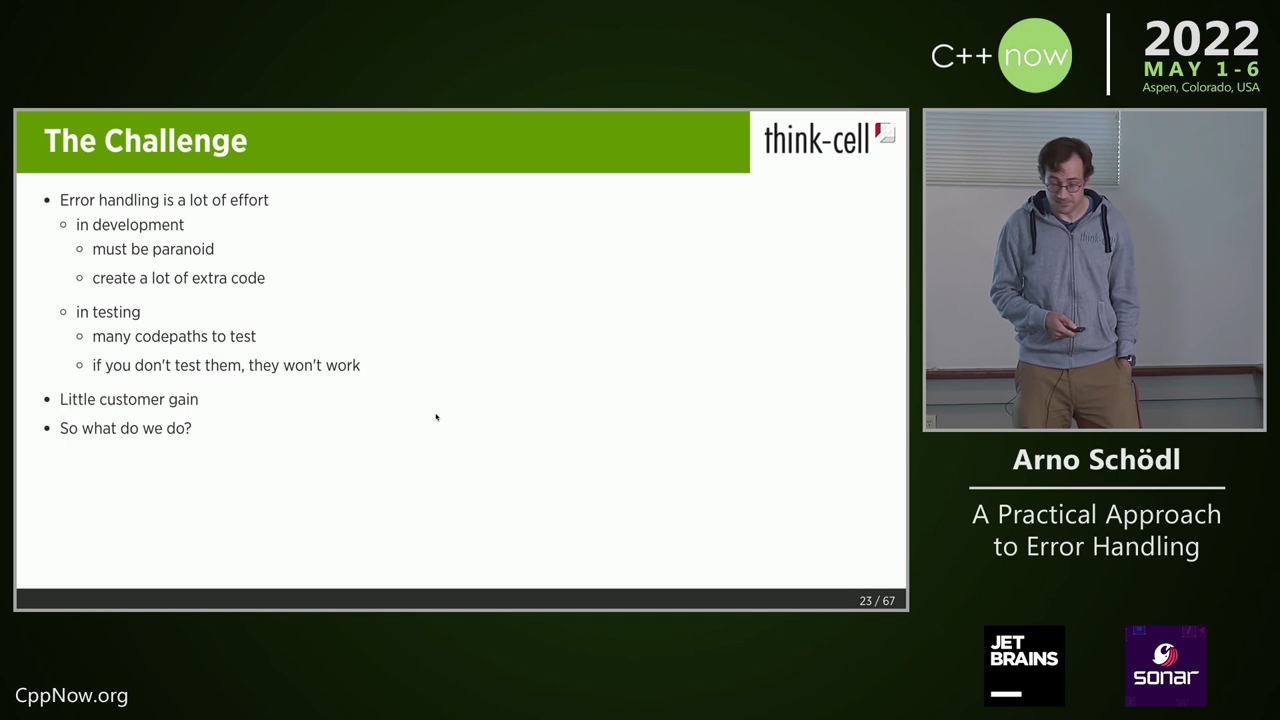 C++ now
2022
MAY 1-6
Aspen, Colorado, USA
The Challenge
think-cell
Error handling is a lot of effort
in development
must be paranoid
create a lot of extra code
in testing
many codepaths to test
if you don't test them, they won't work
Little customer gain
So what do we do?
23 / 67
think-cell
Arno Schödl
A Practical Approach
to Error Handling
JET
BRAINS
sonar
CppNow.org